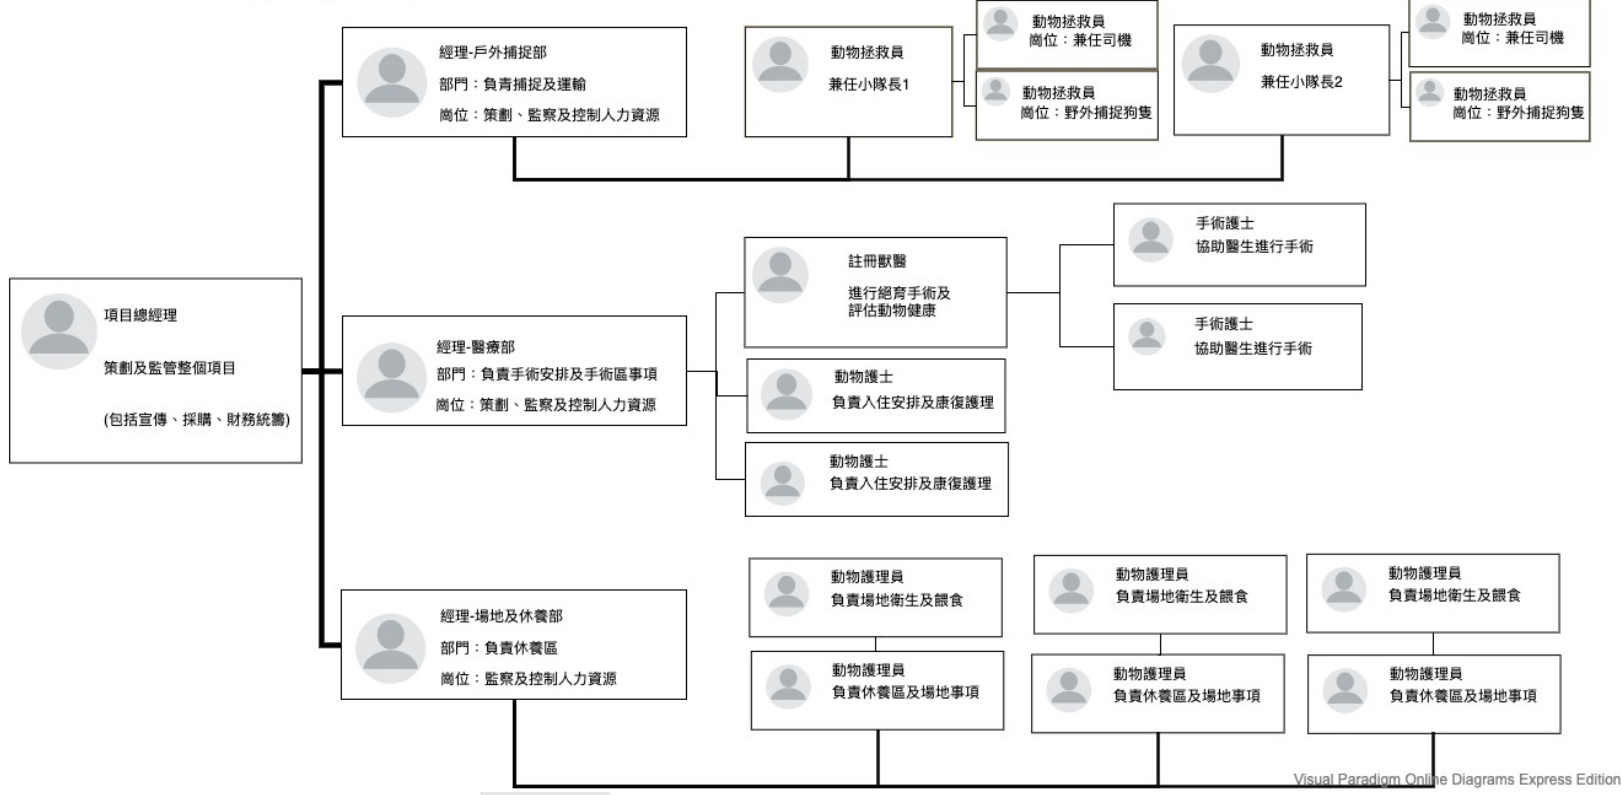 經理-戶外捕捉部
部門：負青捕捉及運輸
崗位：策劃、監察及控制人力資源
動物拯救員
兼任小隊長1
動物拯救員
崗位：兼任司機
動物拯救員
崗位：野外捕捉狗隻
動物拯救員
兼任小隊長2
動物拯救員
崗位：兼任司機
動物拯救員
崗位：野外捕捉狗隻
項目總經理
策劃及監管整個項目
(包括宣傳、採購、財務統籌)
經理-醫療部
部門：負責手術安排及手術區事項
崗位：策劃、監察及控制人力資源
註冊獸醫
進行絕育手術及
評估動物健康
手術護士
協助醫生進行手術
手術護士
協助醫生進行手術
動物護士
負責入住安排及康復護理
動物護士
負責入住安排及康復護理
經理-場地及休養部
部門：負責休養區
崗位：監察及控制人力資源
動物護理員
負責場地衛生及餵食
動物護理員
負責場地衛生及餵食
動物護理員
負責場地衛生及餵食
動物護理員
負責休養區及場地事項
動物護理員
負責休養區及場地事項
動物護理員
負責休養區及場地事項
Visual Paradigm Online Diagrams Express Edition